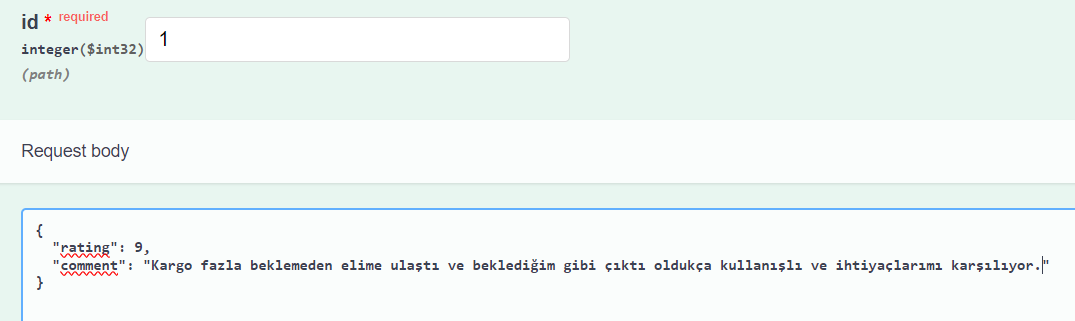 id * required
integer($int32)
(path)
1
Request body
{
"rating": 9,
"comment": "Kargo fazla beklemeden elime ulaştı ve beklediğim gibi çıktı oldukça kullanışlı ve ihtiyaçlarımı karşılıyor."
}